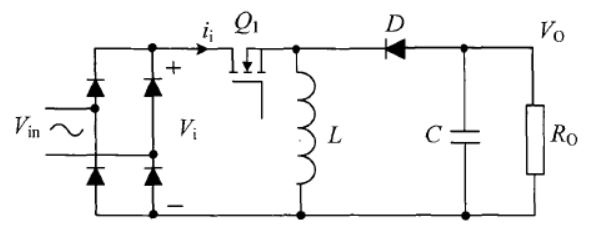 i_i Q_1 D V_O
+
V_in V_i L C R_O
−